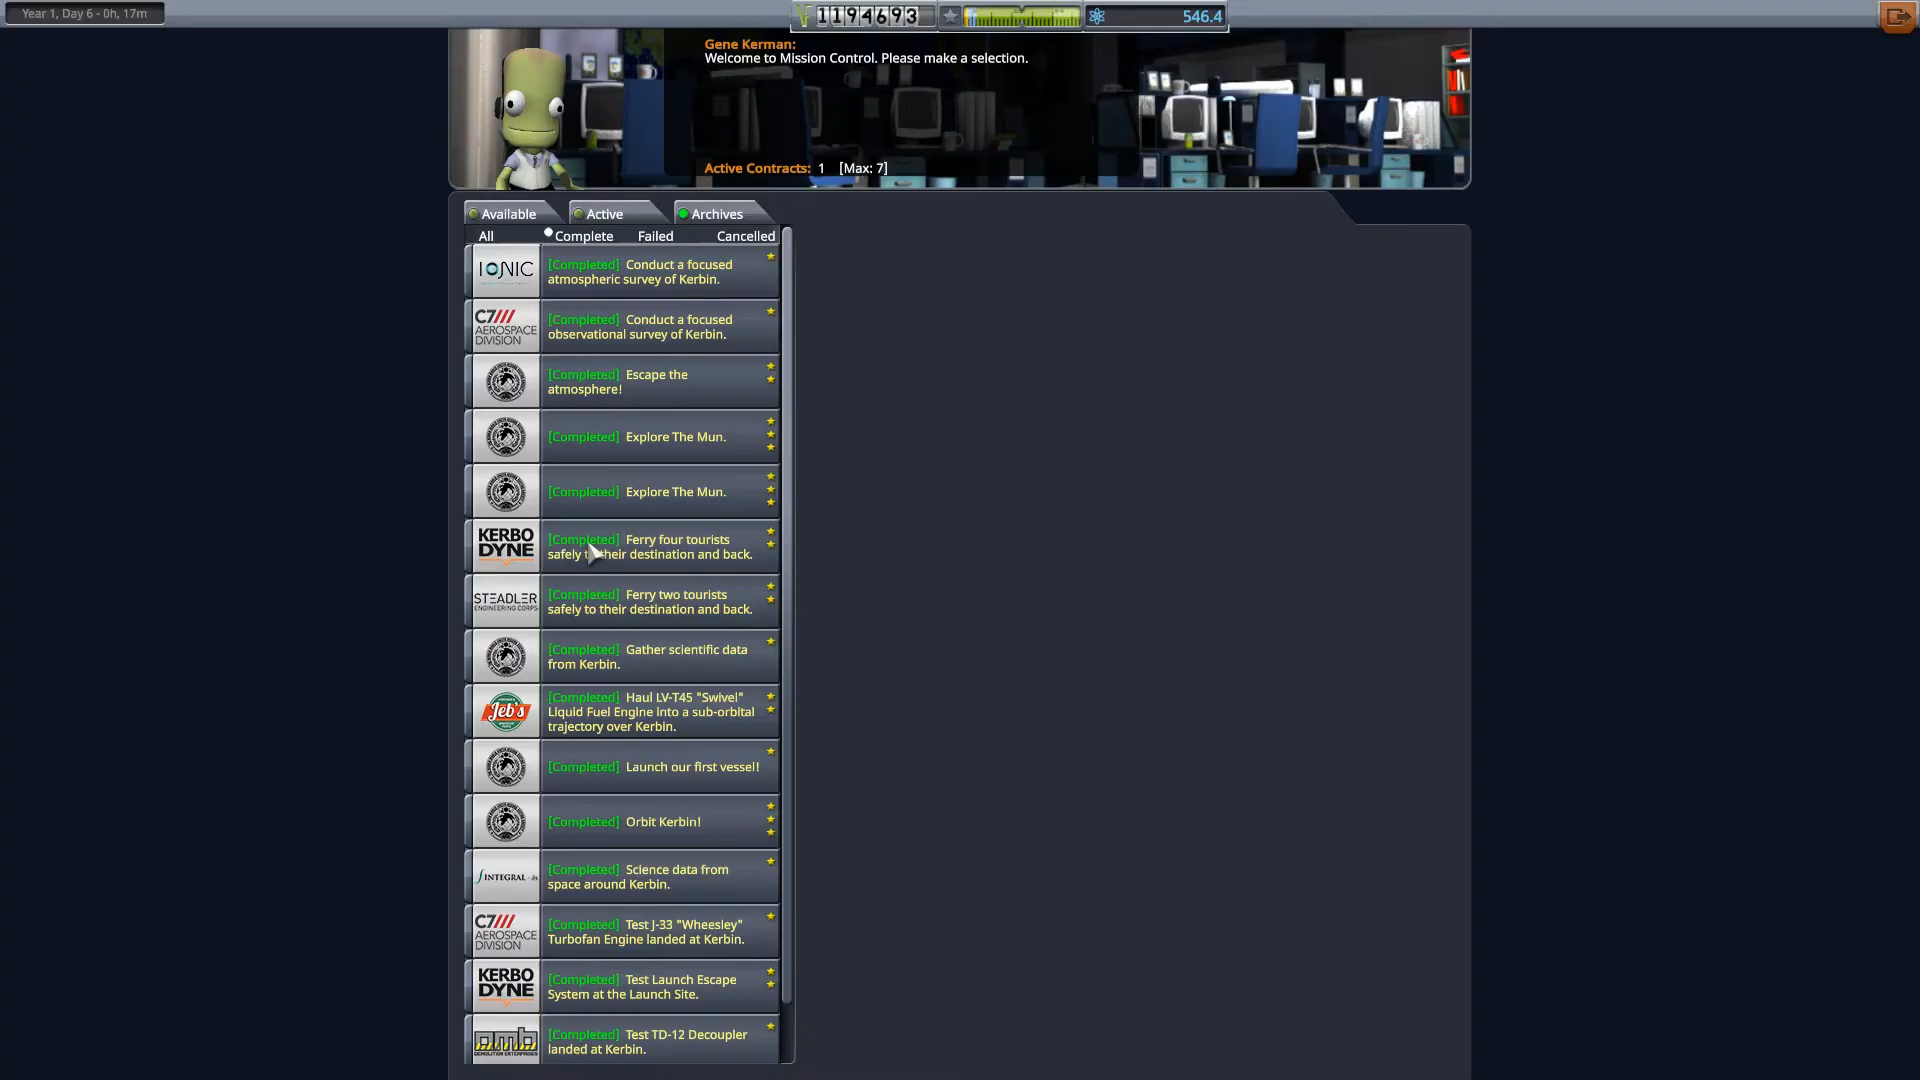 Year 1, Day 6 - 0h, 17m
1194693
546.4
Gene Kerman:
Welcome to Mission Control. Please make a selection.
Active Contracts: 1 [Max: 7]
Available
Active
Archives
All
Complete
Failed
Cancelled
IONIC
[Completed] Conduct a focused
atmospheric survey of Kerbin.
C7///
AEROSPACE
DIVISION
[Completed] Conduct a focused
observational survey of Kerbin.
[Completed] Escape the
atmosphere!
[Completed] Explore The Mun.
[Completed] Explore The Mun.
KERBO
DYNE
[Completed] Ferry four tourists
safely to their destination and back.
STEADLER
ENGINEERING CORPS
[Completed] Ferry two tourists
safely to their destination and back.
[Completed] Gather scientific data
from Kerbin.
Jeb's
[Completed] Haul LV-T45 "Swivel"
Liquid Fuel Engine into a sub-orbital
trajectory over Kerbin.
[Completed] Launch our first vessel!
[Completed] Orbit Kerbin!
INTEGRAL
[Completed] Science data from
space around Kerbin.
C7///
AEROSPACE
DIVISION
[Completed] Test J-33 "Wheesley"
Turbofan Engine landed at Kerbin.
KERBO
DYNE
[Completed] Test Launch Escape
System at the Launch Site.
DEMOLITION ENTERPRISES
[Completed] Test TD-12 Decoupler
landed at Kerbin.